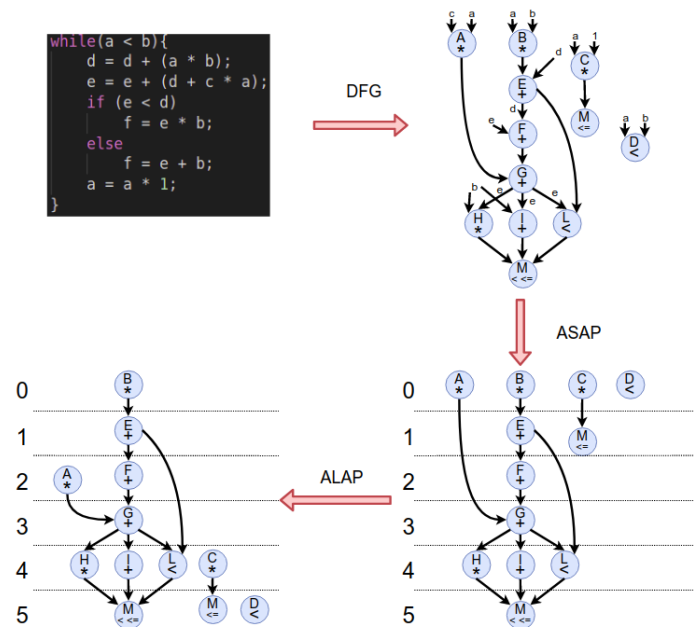 while(a < b){
d = d + (a * b);
e = e + (d + c * a);
if (e < d)
f = e * b;
else
f = e + b;
a = a * 1;
}
DFG
c a
A
*
a b
B
*
d
E
+
a 1
C
*
M
<=
a b
D
<
d
e
F
+
G
+
b
e
e
e
H
*
I
+
L
<
M
< <=
ASAP
0
B
*
1
E
+
2
A
*
F
+
3
G
+
4
H
*
I
+
L
<
C
*
5
M
< <=
M
<=
D
<
ALAP
0
A
*
B
*
C
*
D
<
1
E
+
M
<=
2
F
+
3
G
+
4
H
*
I
+
L
<
5
M
< <=